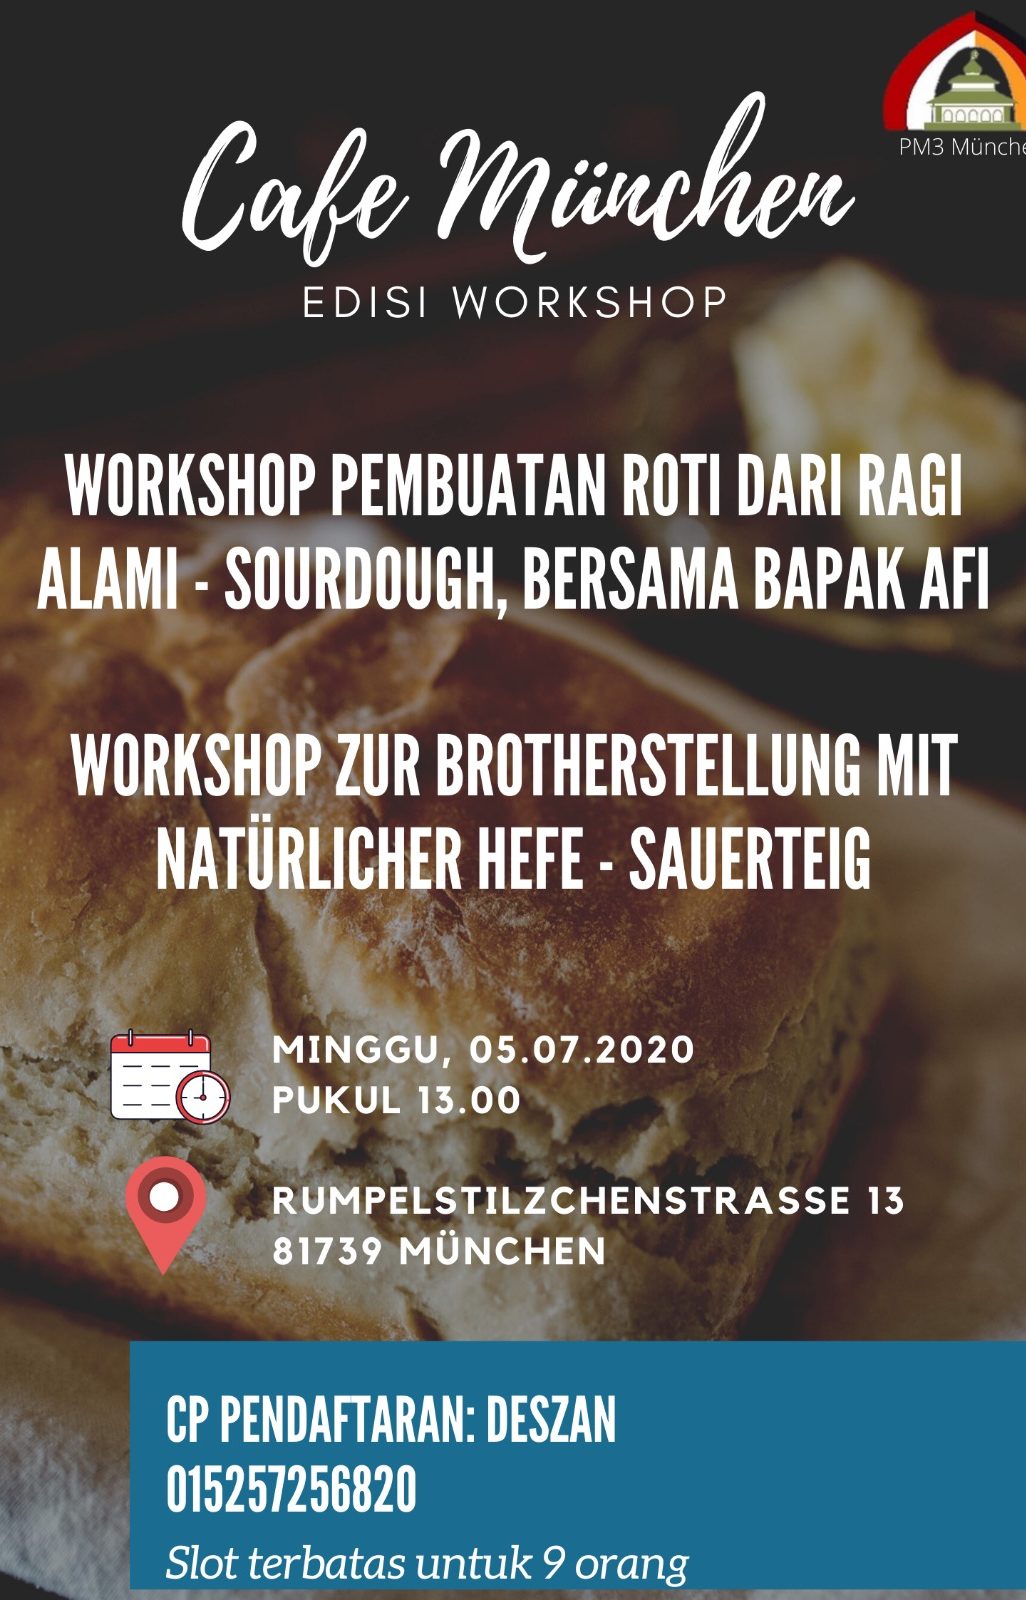 PM3 Münche
Cafe München
EDISI WORKSHOP
WORKSHOP PEMBUATAN ROTI DARI RAGI
ALAMI - SOURDOUGH, BERSAMA BAPAK AFI
WORKSHOP ZUR BROTHERSTELLUNG MIT
NATÜRLICHER HEFE - SAUERTEIG
MINGGU, 05.07.2020
PUKUL 13.00
RUMPELSTILZCHENSTRASSE 13
81739 MÜNCHEN
CP PENDAFTARAN: DESZAN
015257256820
Slot terbatas untuk 9 orang